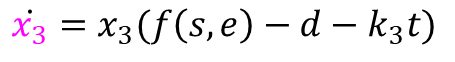 ẋ₃ = x₃(f(s, e) − d − k₃t)